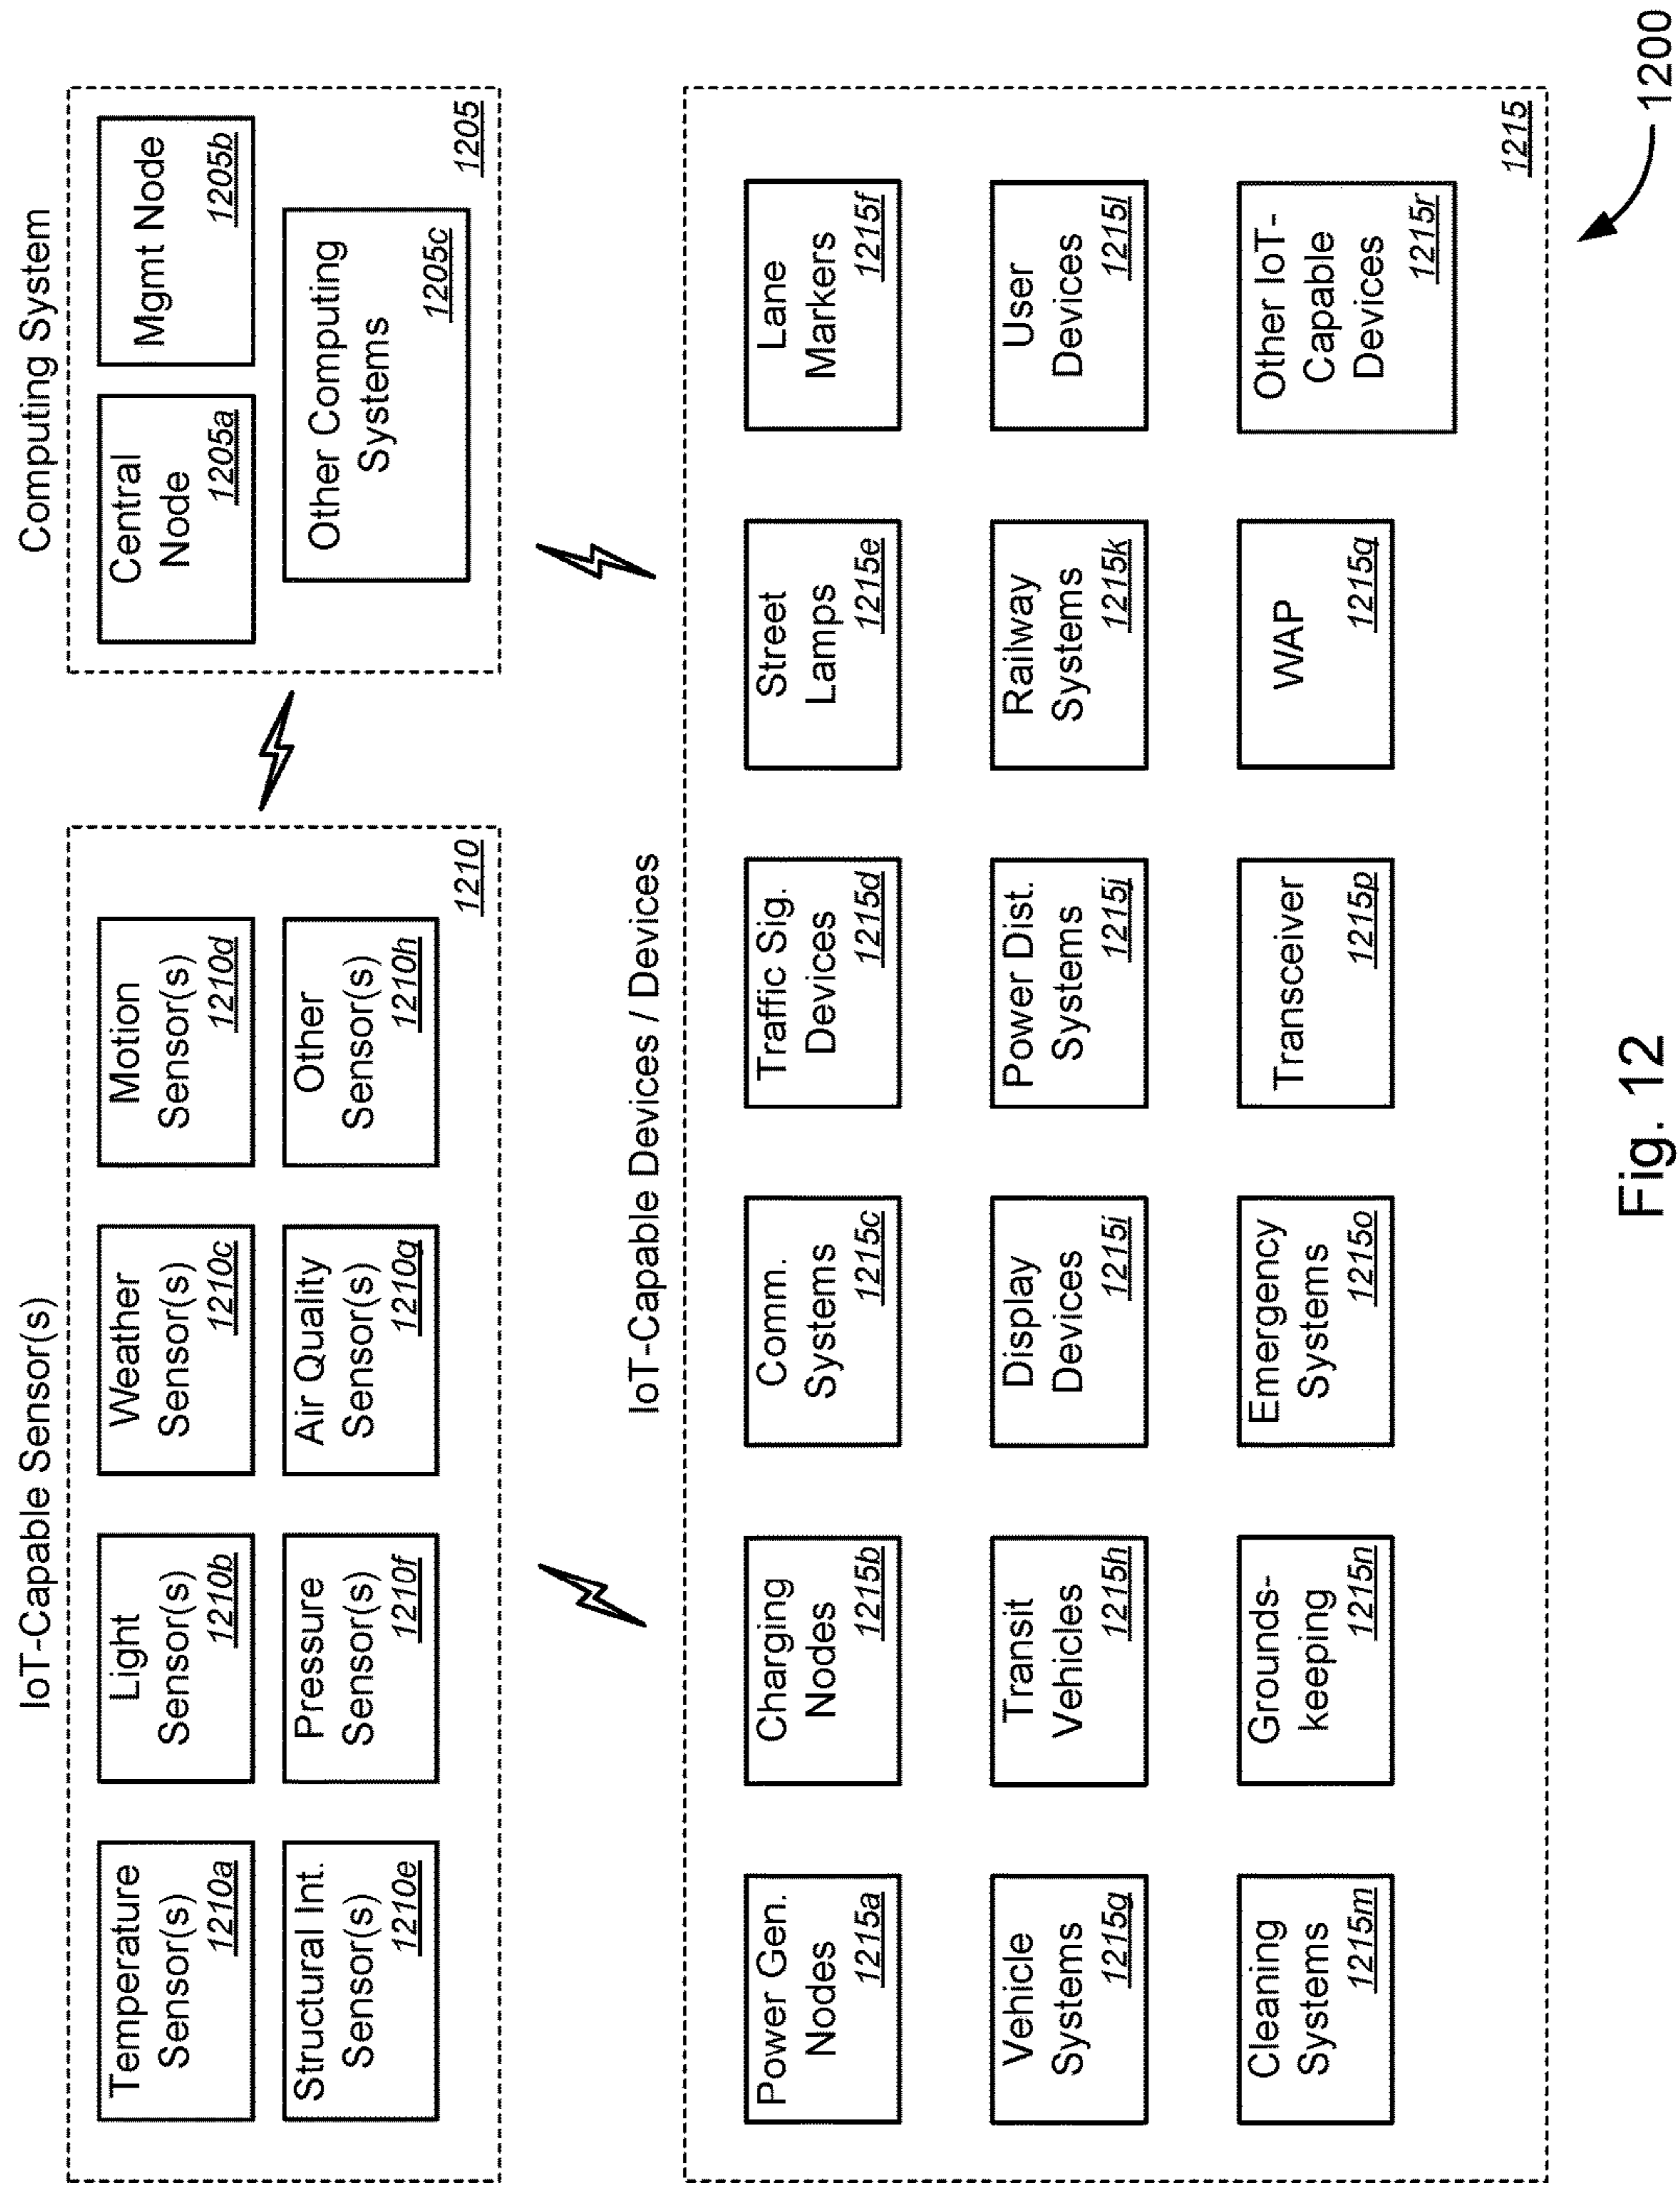 IoT-Capable Sensor(s)
Temperature
Sensor(s)
1210a
Light
Sensor(s)
1210b
Weather
Sensor(s)
1210c
Motion
Sensor(s)
1210d
Structural Int.
Sensor(s)
1210e
Pressure
Sensor(s)
1210f
Air Quality
Sensor(s)
1210g
Other
Sensor(s)
1210h
1210
Computing System
Central
Node
1205a
Mgmt Node
1205b
Other Computing
Systems
1205c
1205
IoT-Capable Devices / Devices
Power Gen.
Nodes
1215a
Charging
Nodes
1215b
Comm.
Systems
1215c
Traffic Sig.
Devices
1215d
Street
Lamps
1215e
Lane
Markers
1215f
Vehicle
Systems
1215g
Transit
Vehicles
1215h
Display
Devices
1215i
Power Dist.
Systems
1215j
Railway
Systems
1215k
User
Devices
1215l
Cleaning
Systems
1215m
Grounds-
keeping
1215n
Emergency
Systems
1215o
Transceiver
1215p
WAP
1215q
Other IoT-
Capable
Devices
1215r
1215
1200
Fig. 12